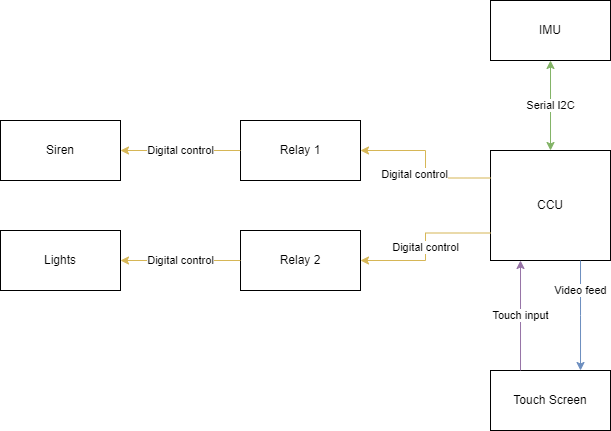 IMU
Serial I2C
Siren
Digital control
Relay 1
Digital control
CCU
Lights
Digital control
Relay 2
Digital control
Video feed
Touch input
Touch Screen